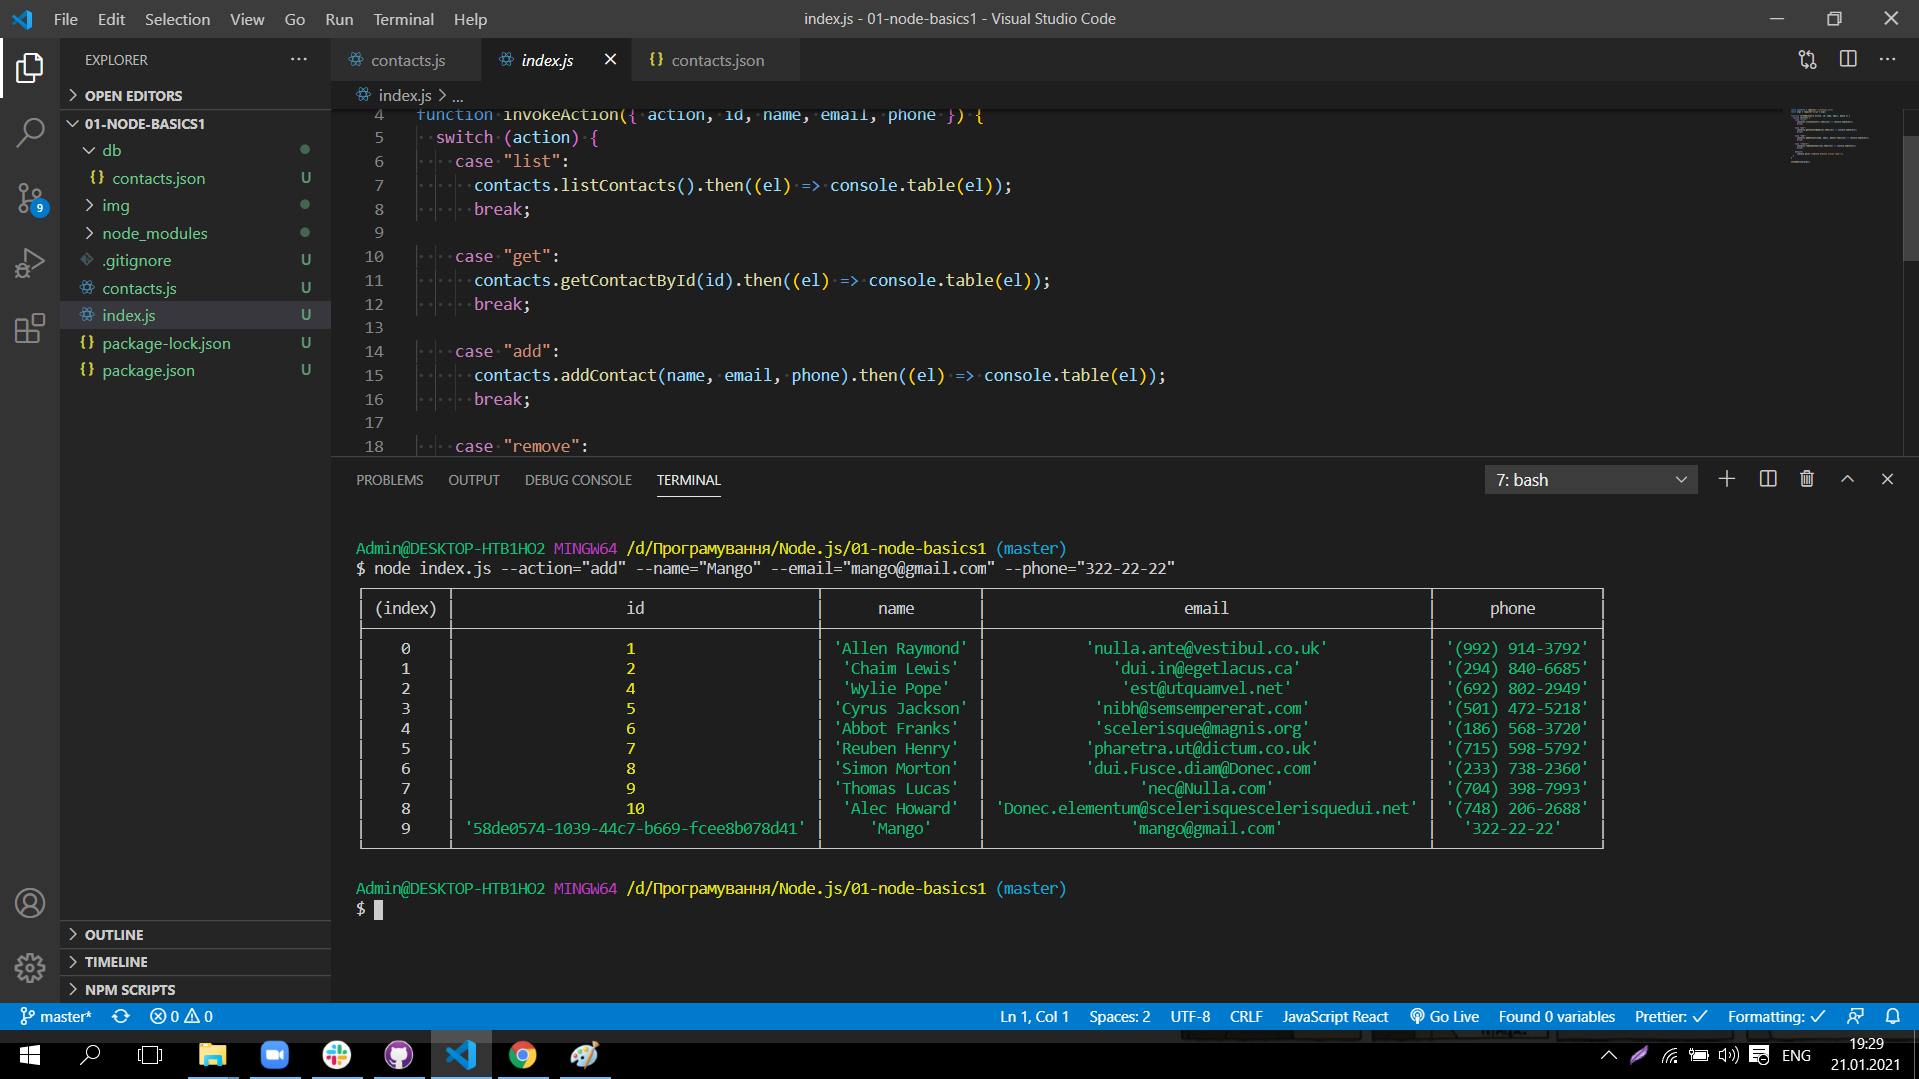 File Edit Selection View Go Run Terminal Help
index.js - 01-node-basics1 - Visual Studio Code
EXPLORER
OPEN EDITORS
01-NODE-BASICS1
db
contacts.json U
img
node_modules
.gitignore U
contacts.js U
index.js U
package-lock.json U
package.json U
OUTLINE
TIMELINE
NPM SCRIPTS
9
contacts.js index.js contacts.json
index.js > ...
4 function invokeAction({ action, id, name, email, phone }) {
5 switch (action) {
6 case "list":
7 contacts.listContacts().then((el) => console.table(el));
8 break;
9
10 case "get":
11 contacts.getContactById(id).then((el) => console.table(el));
12 break;
13
14 case "add":
15 contacts.addContact(name, email, phone).then((el) => console.table(el));
16 break;
17
18 case "remove":
PROBLEMS OUTPUT DEBUG CONSOLE TERMINAL 7: bash
Admin@DESKTOP-HTB1HO2 MINGW64 /d/Програмування/Node.js/01-node-basics1 (master)
$ node index.js --action="add" --name="Mango" --email="mango@gmail.com" --phone="322-22-22"
(index) id name email phone
0 1 'Allen Raymond' 'nulla.ante@vestibul.co.uk' '(992) 914-3792'
1 2 'Chaim Lewis' 'dui.in@egetlacus.ca' '(294) 840-6685'
2 4 'Wylie Pope' 'est@utquamvel.net' '(692) 802-2949'
3 5 'Cyrus Jackson' 'nibh@semsempererat.com' '(501) 472-5218'
4 6 'Abbot Franks' 'scelerisque@magnis.org' '(186) 568-3720'
5 7 'Reuben Henry' 'pharetra.ut@dictum.co.uk' '(715) 598-5792'
6 8 'Simon Morton' 'dui.Fusce.diam@Donec.com' '(233) 738-2360'
7 9 'Thomas Lucas' 'nec@Nulla.com' '(704) 398-7993'
8 10 'Alec Howard' 'Donec.elementum@scelerisquescelerisquedui.net' '(748) 206-2688'
9 '58de0574-1039-44c7-b669-fcee8b078d41' 'Mango' 'mango@gmail.com' '322-22-22'
Admin@DESKTOP-HTB1HO2 MINGW64 /d/Програмування/Node.js/01-node-basics1 (master)
$
master* 0 0 Ln 1, Col 1 Spaces: 2 UTF-8 CRLF JavaScript React Go Live Found 0 variables Prettier: ✓ Formatting: ✓
ENG 19:29
21.01.2021